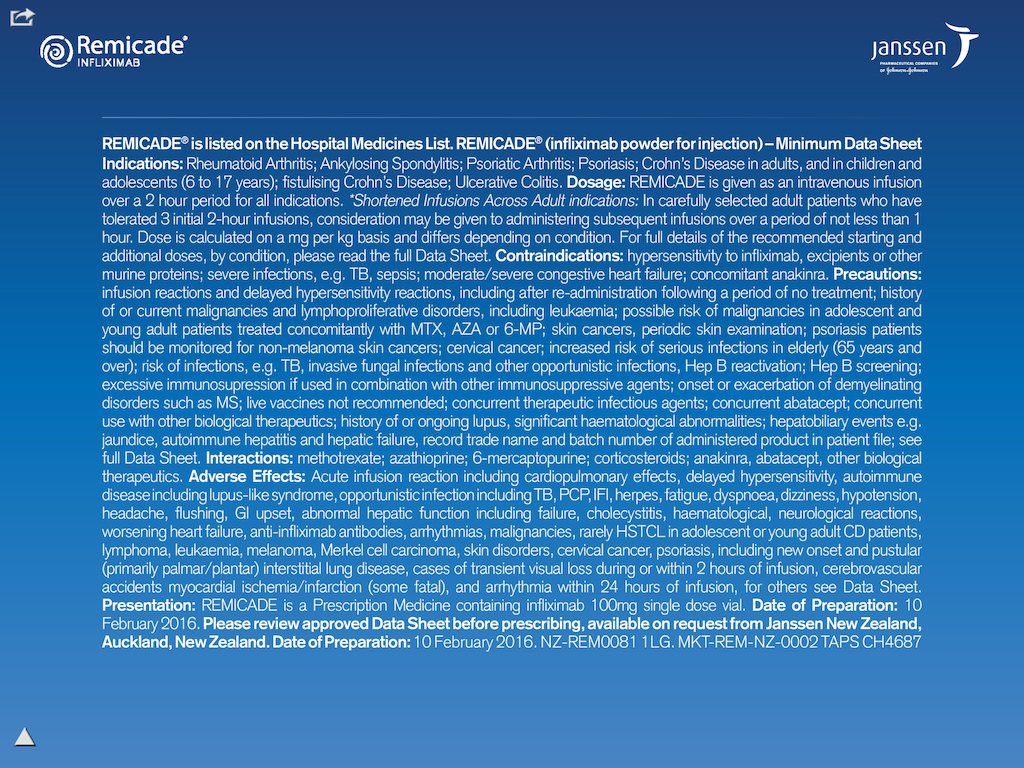 Remicade®
INFLIXIMAB
janssen
PHARMACEUTICAL COMPANIES
OF Johnson & Johnson
REMICADE® is listed on the Hospital Medicines List. REMICADE® (infliximab powder for injection) – Minimum Data Sheet
Indications: Rheumatoid Arthritis; Ankylosing Spondylitis; Psoriatic Arthritis; Psoriasis; Crohn's Disease in adults, and in children and
adolescents (6 to 17 years); fistulising Crohn's Disease; Ulcerative Colitis. Dosage: REMICADE is given as an intravenous infusion
over a 2 hour period for all indications. *Shortened Infusions Across Adult indications: In carefully selected adult patients who have
tolerated 3 initial 2-hour infusions, consideration may be given to administering subsequent infusions over a period of not less than 1
hour. Dose is calculated on a mg per kg basis and differs depending on condition. For full details of the recommended starting and
additional doses, by condition, please read the full Data Sheet. Contraindications: hypersensitivity to infliximab, excipients or other
murine proteins; severe infections, e.g. TB, sepsis; moderate/severe congestive heart failure; concomitant anakinra. Precautions:
infusion reactions and delayed hypersensitivity reactions, including after re-administration following a period of no treatment; history
of or current malignancies and lymphoproliferative disorders, including leukaemia; possible risk of malignancies in adolescent and
young adult patients treated concomitantly with MTX, AZA or 6-MP; skin cancers, periodic skin examination; psoriasis patients
should be monitored for non-melanoma skin cancers; cervical cancer; increased risk of serious infections in elderly (65 years and
over); risk of infections, e.g. TB, invasive fungal infections and other opportunistic infections, Hep B reactivation; Hep B screening;
excessive immunosupression if used in combination with other immunosuppressive agents; onset or exacerbation of demyelinating
disorders such as MS; live vaccines not recommended; concurrent therapeutic infectious agents; concurrent abatacept; concurrent
use with other biological therapeutics; history of or ongoing lupus, significant haematological abnormalities; hepatobiliary events e.g.
jaundice, autoimmune hepatitis and hepatic failure, record trade name and batch number of administered product in patient file; see
full Data Sheet. Interactions: methotrexate; azathioprine; 6-mercaptopurine; corticosteroids; anakinra, abatacept, other biological
therapeutics. Adverse Effects: Acute infusion reaction including cardiopulmonary effects, delayed hypersensitivity, autoimmune
disease including lupus-like syndrome, opportunistic infection including TB, PCP, IFI, herpes, fatigue, dyspnoea, dizziness, hypotension,
headache, flushing, GI upset, abnormal hepatic function including failure, cholecystitis, haematological, neurological reactions,
worsening heart failure, anti-infliximab antibodies, arrhythmias, malignancies, rarely HSTCL in adolescent or young adult CD patients,
lymphoma, leukaemia, melanoma, Merkel cell carcinoma, skin disorders, cervical cancer, psoriasis, including new onset and pustular
(primarily palmar/plantar) interstitial lung disease, cases of transient visual loss during or within 2 hours of infusion, cerebrovascular
accidents myocardial ischemia/infarction (some fatal), and arrhythmia within 24 hours of infusion, for others see Data Sheet.
Presentation: REMICADE is a Prescription Medicine containing infliximab 100mg single dose vial. Date of Preparation: 10
February 2016. Please review approved Data Sheet before prescribing, available on request from Janssen New Zealand,
Auckland, New Zealand. Date of Preparation: 10 February 2016. NZ-REM0081 1LG. MKT-REM-NZ-0002 TAPS CH4687